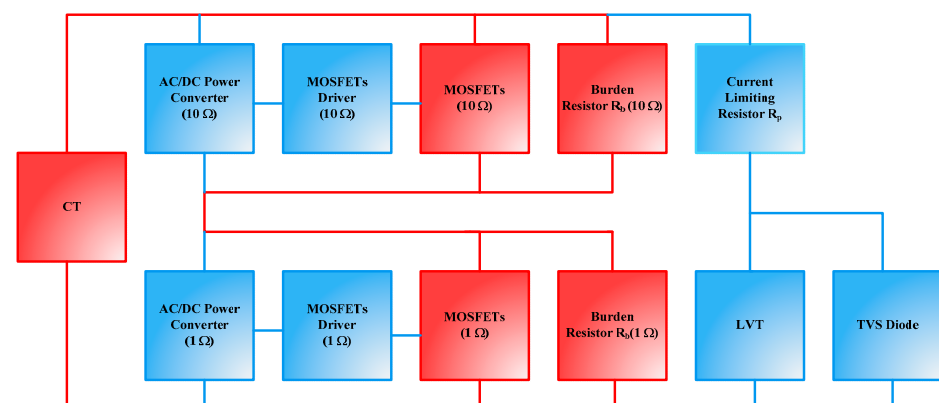 AC/DC Power
Converter
(10 Ω)
MOSFETs
Driver
(10 Ω)
MOSFETs
(10 Ω)
Burden
Resistor Rb (10 Ω)
Current
Limiting
Resistor Rp
CT
AC/DC Power
Converter
(1 Ω)
MOSFETs
Driver
(1 Ω)
MOSFETs
(1 Ω)
Burden
Resistor Rb(1 Ω)
LVT
TVS Diode